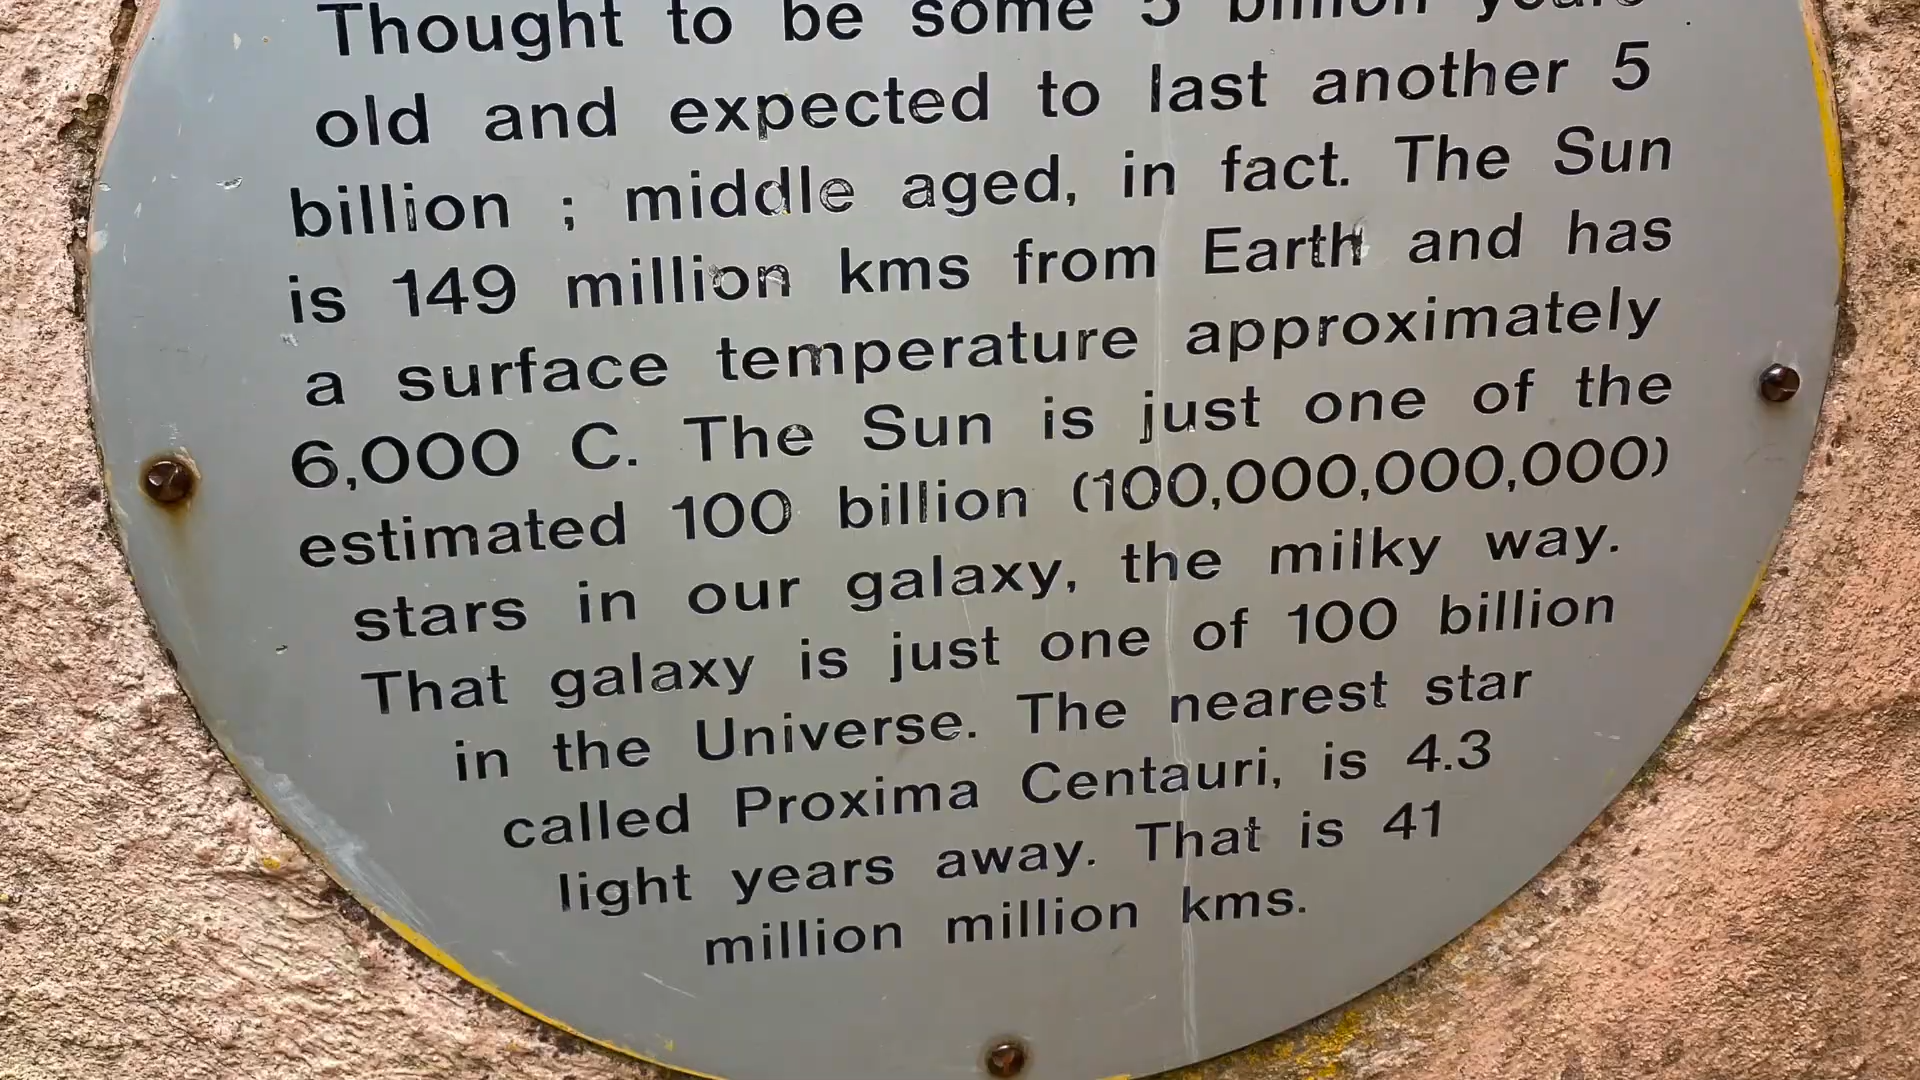 Thought to be some 5 billion years
old and expected to last another 5
billion ; middle aged, in fact. The Sun
is 149 million kms from Earth and has
a surface temperature approximately
6,000 C. The Sun is just one of the
estimated 100 billion (100,000,000,000)
stars in our galaxy, the milky way.
That galaxy is just one of 100 billion
in the Universe. The nearest star
called Proxima Centauri, is 4.3
light years away. That is 41
million million kms.